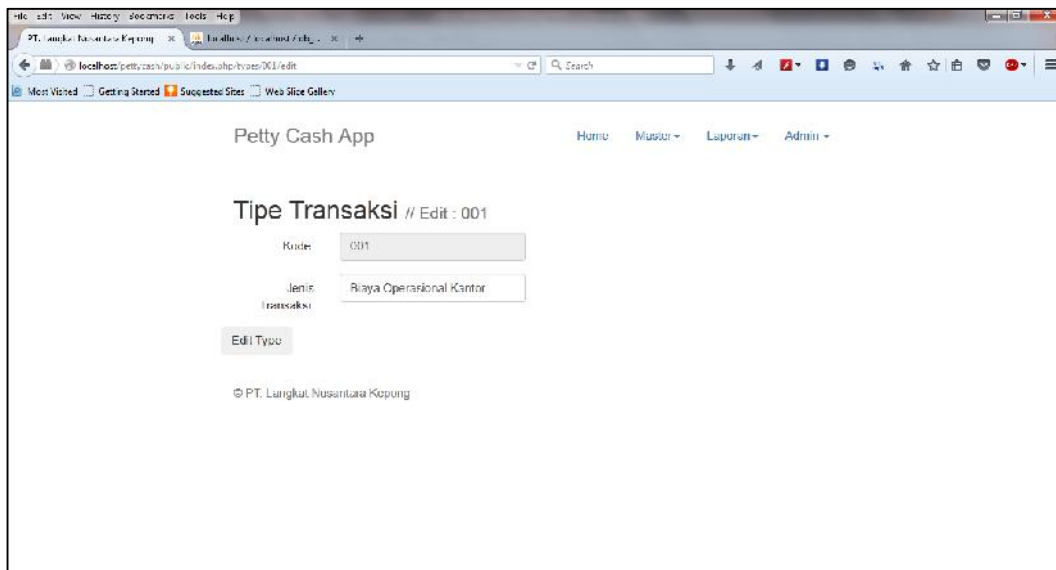 File Edit View History Bookmarks Tools Help
PT. Langkat Nusantara Kepong
localhost/pettycash/public/index.php/types/001/edit
Search
Most Visited Getting Started Suggested Sites Web Slice Gallery
Petty Cash App
Home Master Laporan Admin
Tipe Transaksi // Edit : 001
Kode 001
Jenis Transaksi
Biaya Operasional Kantor
Edit Type
© PT. Langkat Nusantara Kepong